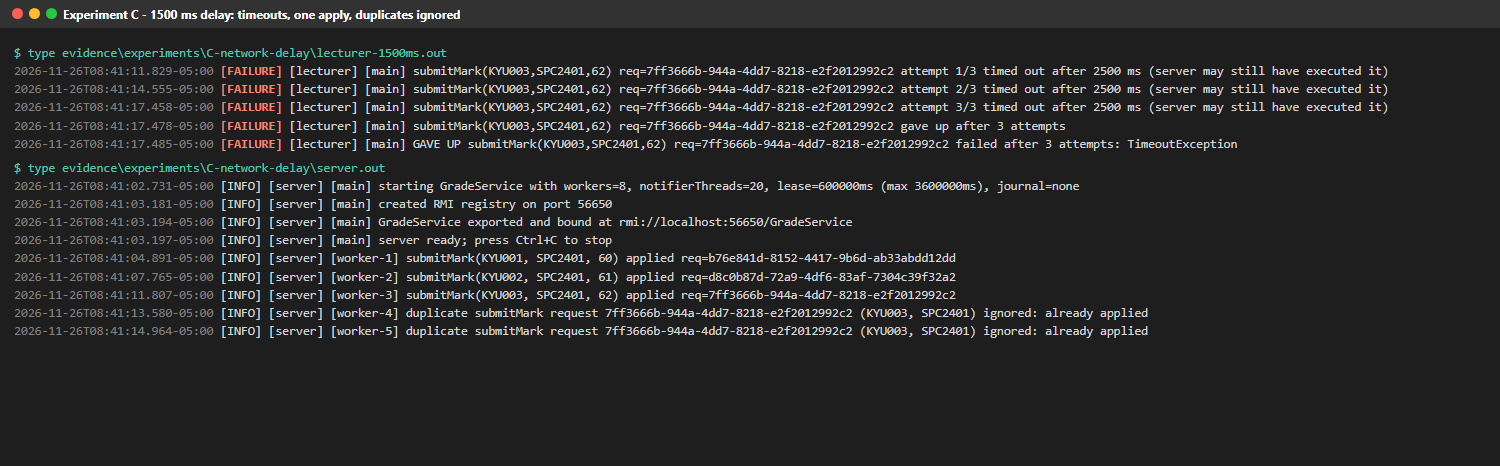 Experiment C - 1500 ms delay: timeouts, one apply, duplicates ignored
$ type evidence\experiments\C-network-delay\lecturer-1500ms.out
2026-11-26T08:41:11.829-05:00 [FAILURE] [lecturer] [main] submitMark(KYU003,SPC2401,62) req=7ff3666b-944a-4dd7-8218-e2f2012992c2 attempt 1/3 timed out after 2500 ms (server may still have executed it)
2026-11-26T08:41:14.555-05:00 [FAILURE] [lecturer] [main] submitMark(KYU003,SPC2401,62) req=7ff3666b-944a-4dd7-8218-e2f2012992c2 attempt 2/3 timed out after 2500 ms (server may still have executed it)
2026-11-26T08:41:17.458-05:00 [FAILURE] [lecturer] [main] submitMark(KYU003,SPC2401,62) req=7ff3666b-944a-4dd7-8218-e2f2012992c2 attempt 3/3 timed out after 2500 ms (server may still have executed it)
2026-11-26T08:41:17.478-05:00 [FAILURE] [lecturer] [main] submitMark(KYU003,SPC2401,62) req=7ff3666b-944a-4dd7-8218-e2f2012992c2 gave up after 3 attempts
2026-11-26T08:41:17.485-05:00 [FAILURE] [lecturer] [main] GAVE UP submitMark(KYU003,SPC2401,62) req=7ff3666b-944a-4dd7-8218-e2f2012992c2 failed after 3 attempts: TimeoutException
$ type evidence\experiments\C-network-delay\server.out
2026-11-26T08:41:02.731-05:00 [INFO] [server] [main] starting GradeService with workers=8, notifierThreads=20, lease=600000ms (max 3600000ms), journal=none
2026-11-26T08:41:03.181-05:00 [INFO] [server] [main] created RMI registry on port 56650
2026-11-26T08:41:03.194-05:00 [INFO] [server] [main] GradeService exported and bound at rmi://localhost:56650/GradeService
2026-11-26T08:41:03.197-05:00 [INFO] [server] [main] server ready; press Ctrl+C to stop
2026-11-26T08:41:04.891-05:00 [INFO] [server] [worker-1] submitMark(KYU001, SPC2401, 60) applied req=b76e841d-8152-4417-9b6d-ab33abdd12dd
2026-11-26T08:41:07.765-05:00 [INFO] [server] [worker-2] submitMark(KYU002, SPC2401, 61) applied req=d8c0b87d-72a9-4df6-83af-7304c39f32a2
2026-11-26T08:41:11.807-05:00 [INFO] [server] [worker-3] submitMark(KYU003, SPC2401, 62) applied req=7ff3666b-944a-4dd7-8218-e2f2012992c2
2026-11-26T08:41:13.580-05:00 [INFO] [server] [worker-4] duplicate submitMark request 7ff3666b-944a-4dd7-8218-e2f2012992c2 (KYU003, SPC2401) ignored: already applied
2026-11-26T08:41:14.964-05:00 [INFO] [server] [worker-5] duplicate submitMark request 7ff3666b-944a-4dd7-8218-e2f2012992c2 (KYU003, SPC2401) ignored: already applied